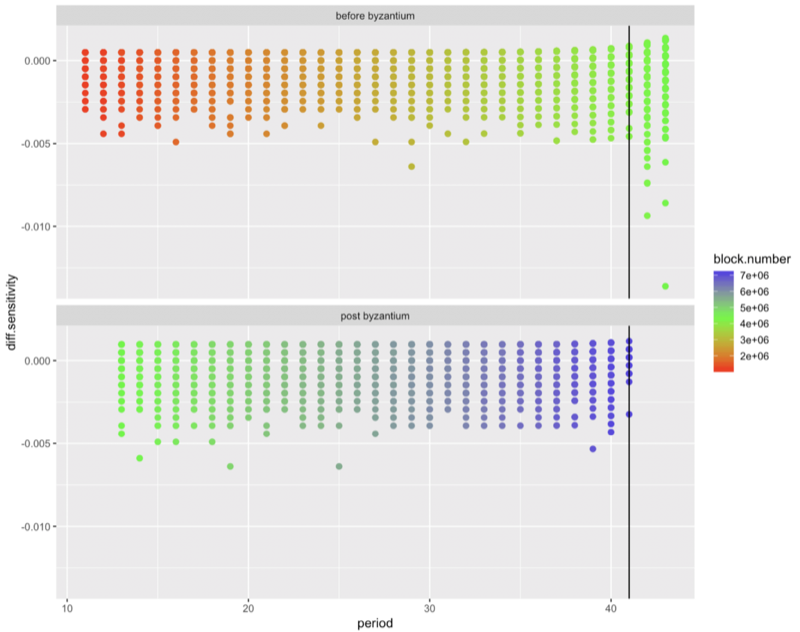 before byzantium
0.000
-0.005
-0.010
post byzantium
0.000
-0.005
-0.010
10
20
30
40
period
diff.sensitivity
block.number
7e+06
6e+06
5e+06
4e+06
3e+06
2e+06